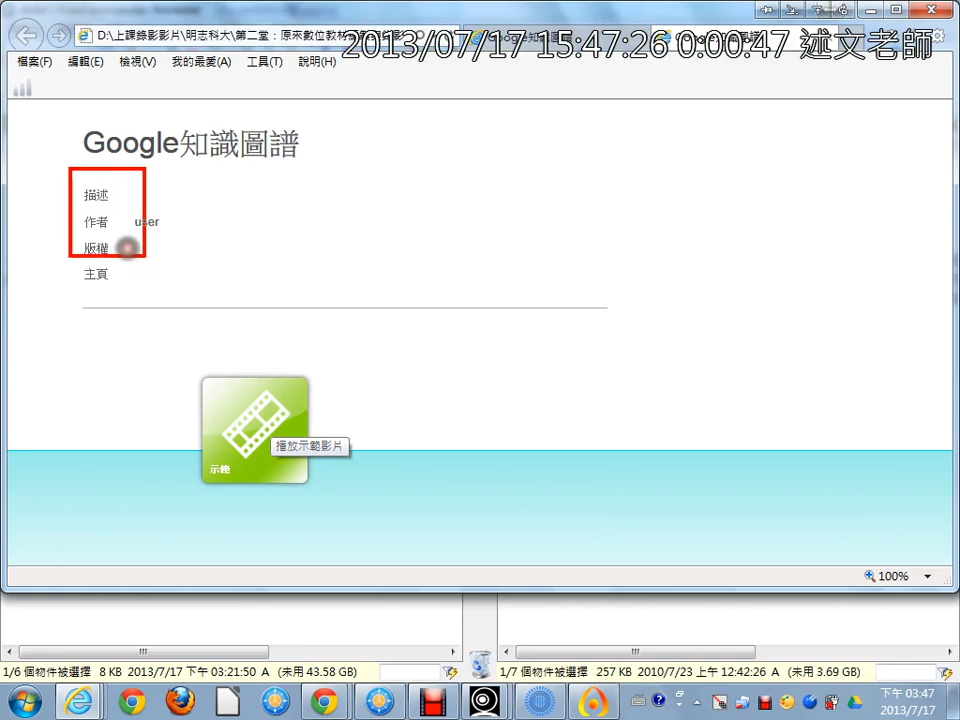 D:\上課錄影影片\明志科大\第二堂：原來數位教材
2013/07/17 15:47:26 0:00:47 述文老師
檔案(F) 編輯(E) 檢視(V) 我的最愛(A) 工具(T) 說明(H)
Google知識圖譜
描述
作者 user
版權
主頁
播放示範影片
示範
100%
1/6 個物件被選擇 8 KB 2013/7/17 下午 03:21:50 A (未用 43.58 GB)
1/7 個物件被選擇 257 KB 2010/7/23 上午 12:42:26 A (未用 3.69 GB)
下午 03:47
2013/7/17